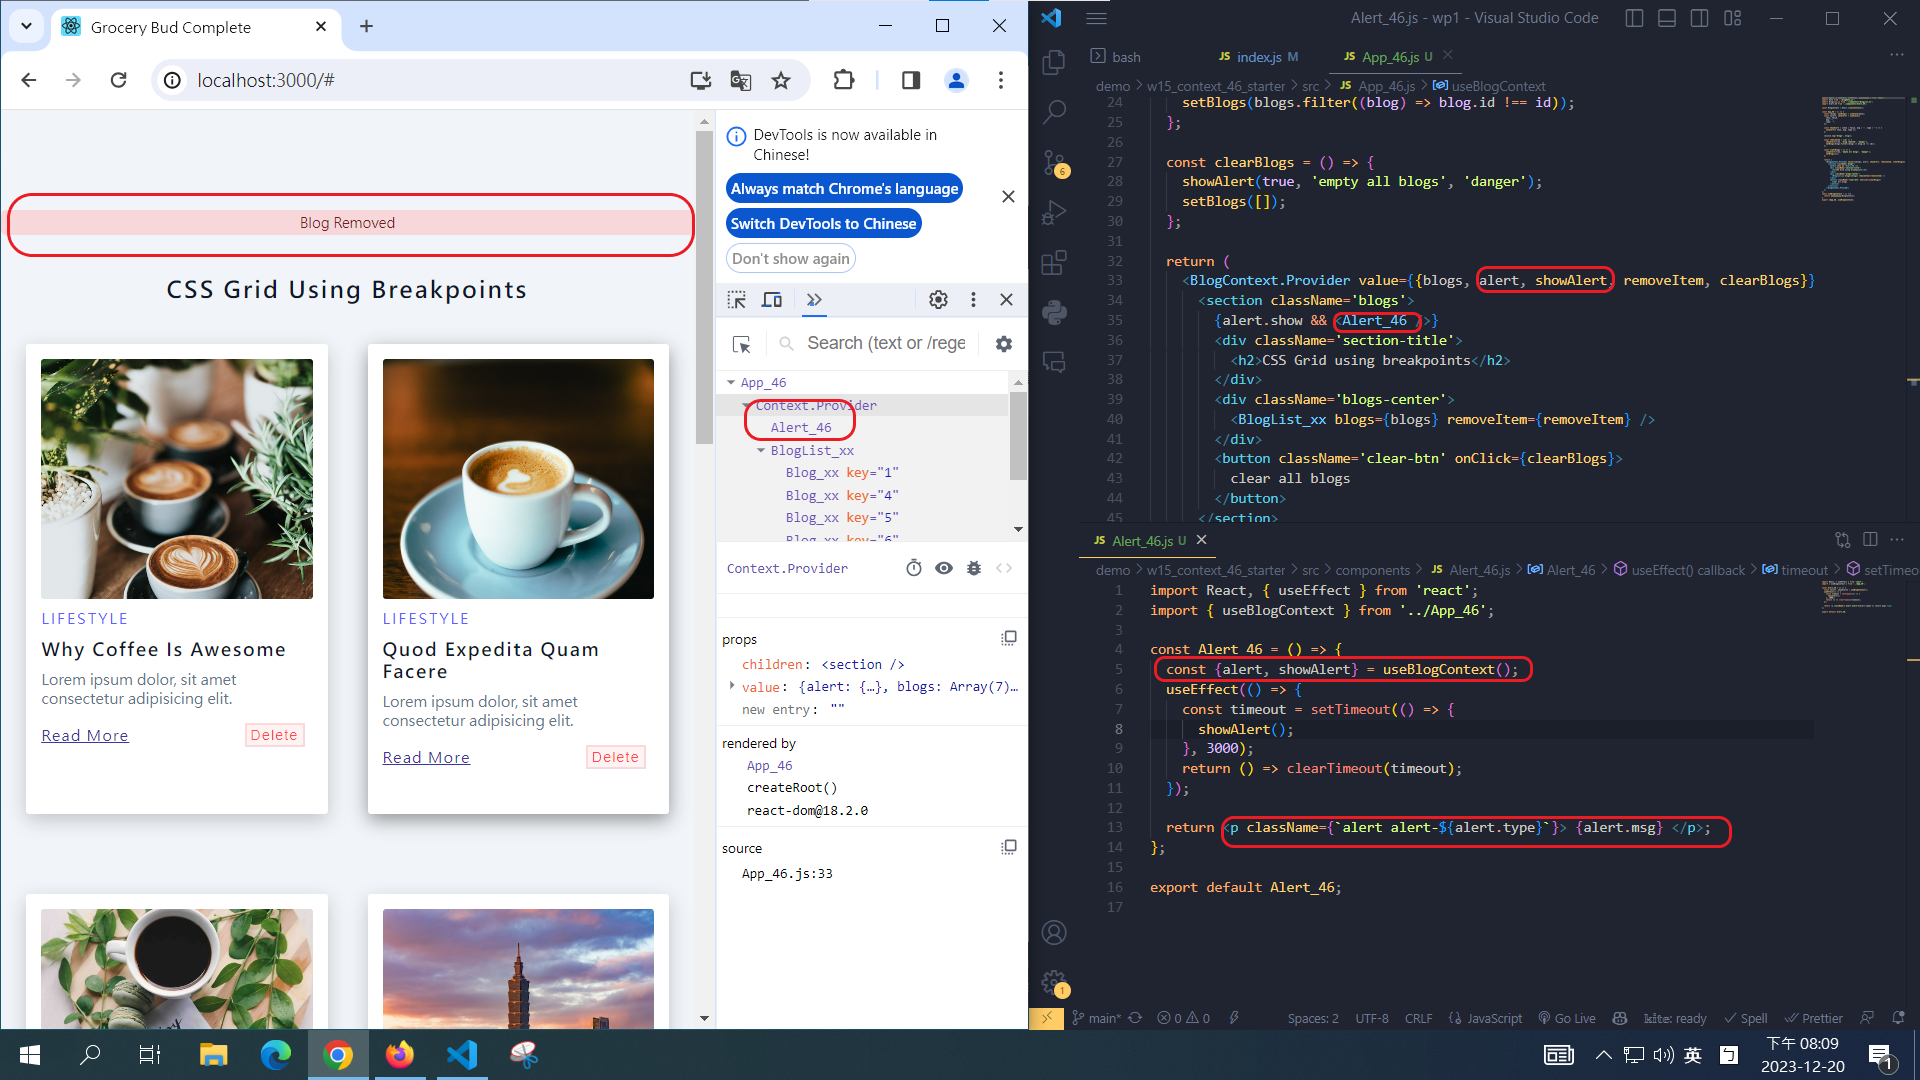 Grocery Bud Complete
localhost:3000/#
Blog Removed
CSS Grid Using Breakpoints
LIFESTYLE
Why Coffee Is Awesome
Lorem ipsum dolor, sit amet
consectetur adipisicing elit.
Read More
Delete
LIFESTYLE
Quod Expedita Quam
Facere
Lorem ipsum dolor, sit amet
consectetur adipisicing elit.
Read More
Delete
DevTools is now available in
Chinese!
Always match Chrome's language
Switch DevTools to Chinese
Don't show again
Search (text or /rege
App_46
Context.Provider
Alert_46
BlogList_xx
Blog_xx key="1"
Blog_xx key="4"
Blog_xx key="5"
Blog_xx key="6"
Context.Provider
props
children: <section />
value: {alert: {…}, blogs: Array(7)…
new entry: ""
rendered by
App_46
createRoot()
react-dom@18.2.0
source
App_46.js:33
Alert_46.js - wp1 - Visual Studio Code
bash
JS index.js M
JS App_46.js U
demo > w15_context_46_starter > src > JS App_46.js > useBlogContext
24 setBlogs(blogs.filter((blog) => blog.id !== id));
25 };
26
27 const clearBlogs = () => {
28 showAlert(true, 'empty all blogs', 'danger');
29 setBlogs([]);
30 };
31
32 return (
33 <BlogContext.Provider value={{blogs, alert, showAlert, removeItem, clearBlogs}}
34 <section className='blogs'>
35 {alert.show && <Alert_46 />}
36 <div className='section-title'>
37 <h2>CSS Grid using breakpoints</h2>
38 </div>
39 <div className='blogs-center'>
40 <BlogList_xx blogs={blogs} removeItem={removeItem} />
41 </div>
42 <button className='clear-btn' onClick={clearBlogs}>
43 clear all blogs
44 </button>
45 </section>
JS Alert_46.js U
demo > w15_context_46_starter > src > components > JS Alert_46.js > Alert_46 > useEffect() callback > timeout > setTimeo
1 import React, { useEffect } from 'react';
2 import { useBlogContext } from '../App_46';
3
4 const Alert_46 = () => {
5 const {alert, showAlert} = useBlogContext();
6 useEffect(() => {
7 const timeout = setTimeout(() => {
8 showAlert();
9 }, 3000);
10 return () => clearTimeout(timeout);
11 });
12
13 return <p className={`alert alert-${alert.type}`}> {alert.msg} </p>;
14 };
15
16 export default Alert_46;
17
6
1
main* 0 0 Spaces: 2 UTF-8 CRLF {} JavaScript Go Live kite: ready Spell Prettier
英
下午 08:09
2023-12-20
1